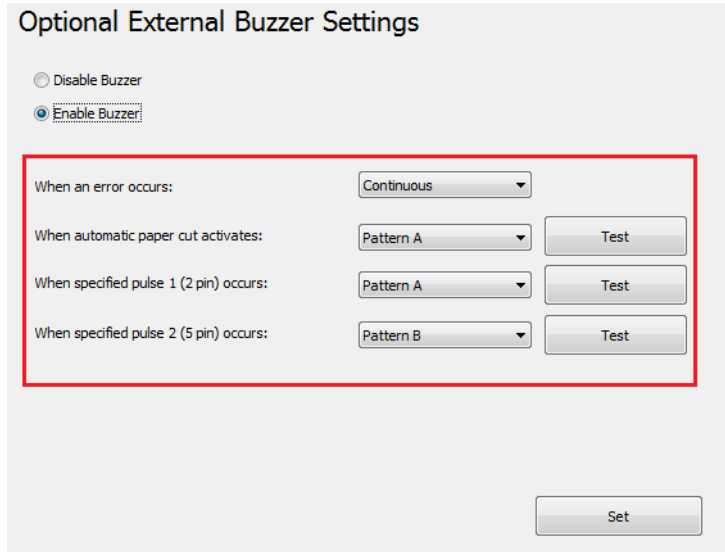 Optional External Buzzer Settings
Disable Buzzer
Enable Buzzer
When an error occurs: Continuous
When automatic paper cut activates: Pattern A Test
When specified pulse 1 (2 pin) occurs: Pattern A Test
When specified pulse 2 (5 pin) occurs: Pattern B Test
Set